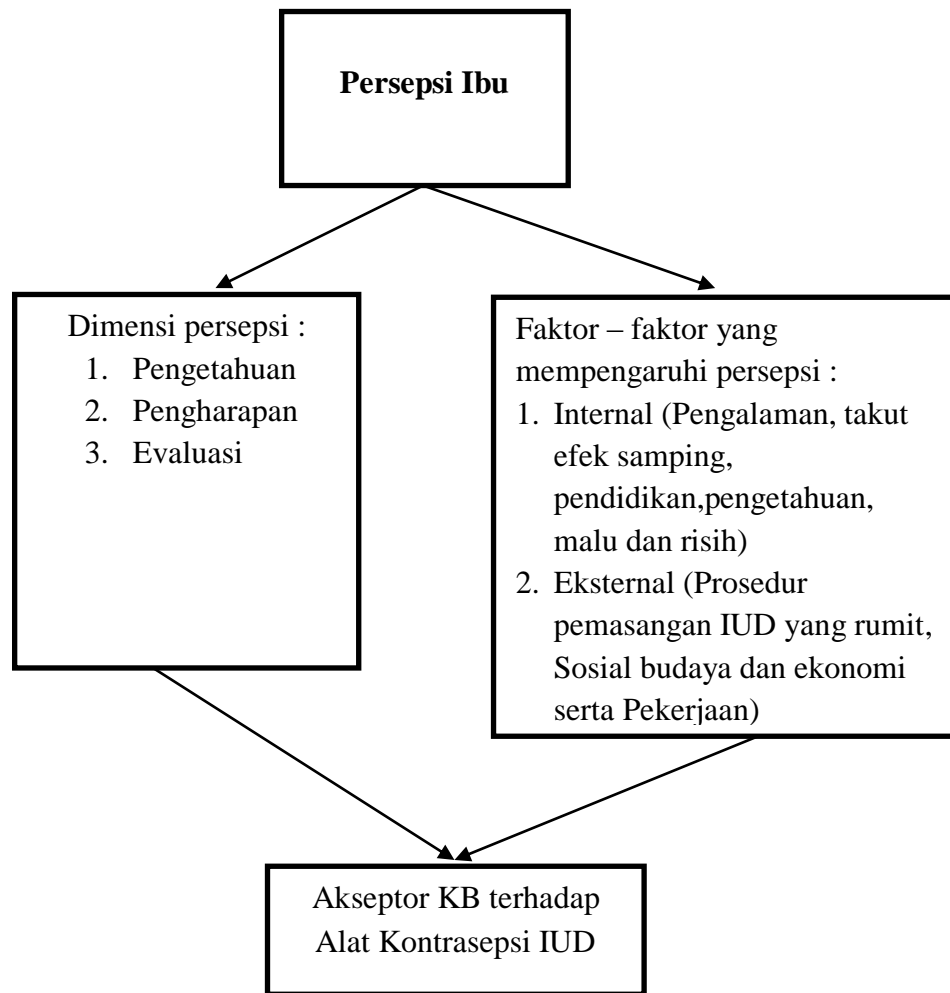 Persepsi Ibu
Dimensi persepsi :
1. Pengetahuan
2. Pengharapan
3. Evaluasi
Faktor – faktor yang
mempengaruhi persepsi :
1. Internal (Pengalaman, takut
efek samping,
pendidikan,pengetahuan,
malu dan risih)
2. Eksternal (Prosedur
pemasangan IUD yang rumit,
Sosial budaya dan ekonomi
serta Pekerjaan)
Akseptor KB terhadap
Alat Kontrasepsi IUD